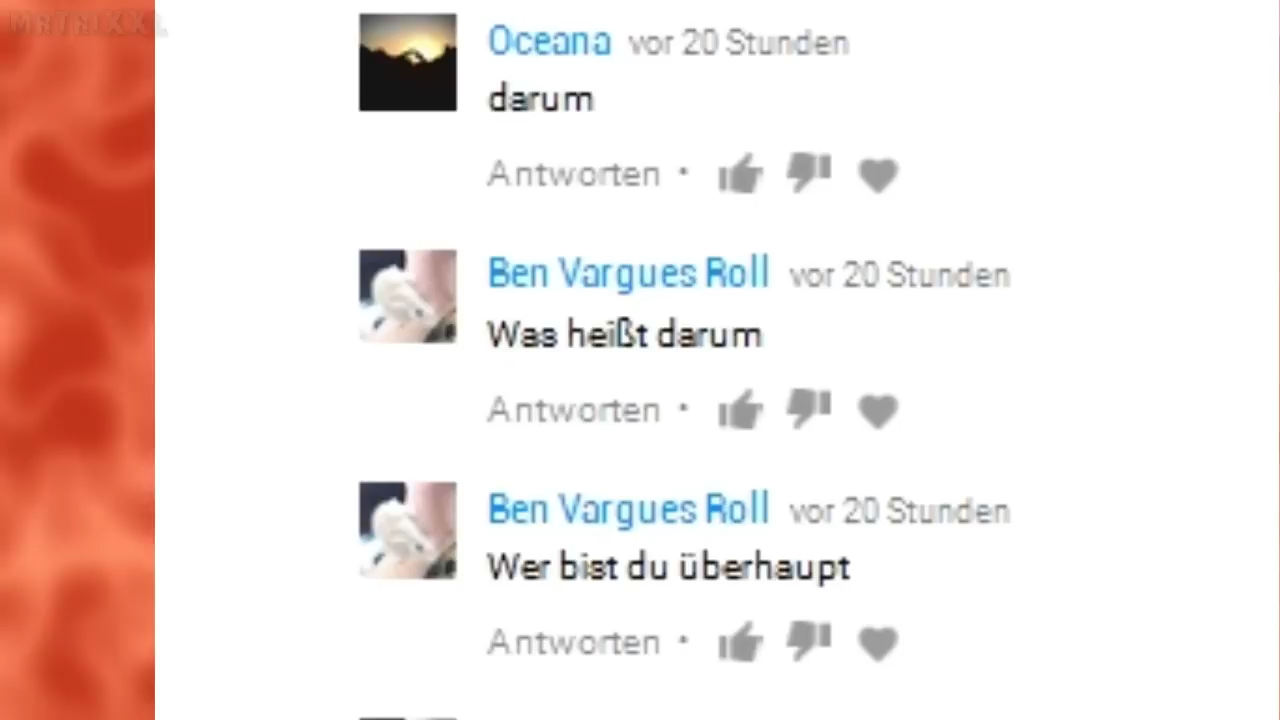 MRTRIXXL
Oceana vor 20 Stunden
darum
Antworten •
Ben Vargues Roll vor 20 Stunden
Was heißt darum
Antworten •
Ben Vargues Roll vor 20 Stunden
Wer bist du überhaupt
Antworten •